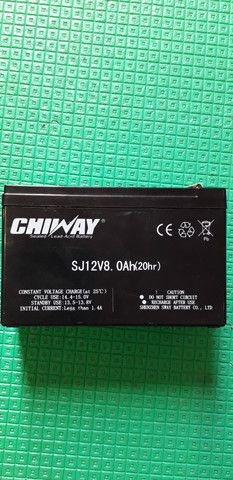 CHIWAY
Sealed Lead-Acid Battery
CE
Pb
SJ12V8.0Ah(20hr)
CONSTANT VOLTAGE CHARGE(at 25℃)
CYCLE USE:14.4-15.0V
STANDBY USE:13.5-13.8V
INITIAL CURRENT:Less than 1.4A
CAUTION
● DO NOT SHORT CIRCUIT
● RECHARGE AFTER USE
SHENZHEN UWAY BATTERY CO.